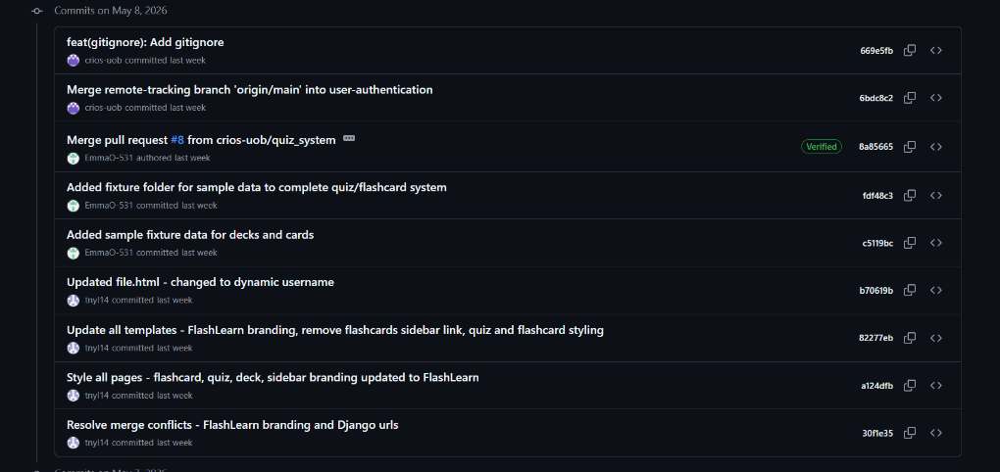 Commits on May 8, 2026
feat(gitignore): Add gitignore
crios-uob committed last week
669e5fb
Merge remote-tracking branch 'origin/main' into user-authentication
crios-uob committed last week
6bdc8c2
Merge pull request #8 from crios-uob/quiz_system
EmmaO-531 authored last week
Verified
8a85665
Added fixture folder for sample data to complete quiz/flashcard system
EmmaO-531 committed last week
fdf48c3
Added sample fixture data for decks and cards
EmmaO-531 committed last week
c5119bc
Updated file.html - changed to dynamic username
tnyl14 committed last week
b70619b
Update all templates - FlashLearn branding, remove flashcards sidebar link, quiz and flashcard styling
tnyl14 committed last week
82277eb
Style all pages - flashcard, quiz, deck, sidebar branding updated to FlashLearn
tnyl14 committed last week
a124dfb
Resolve merge conflicts - FlashLearn branding and Django urls
tnyl14 committed last week
30f1e35
Commits on May 7, 2026